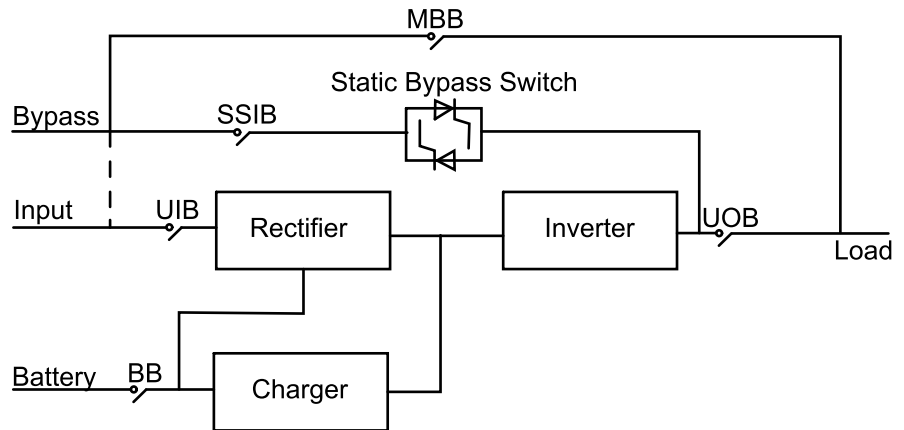 MBB
Static Bypass Switch
Bypass
SSIB
Input
UIB
Rectifier
Inverter
UOB
Load
Battery
BB
Charger